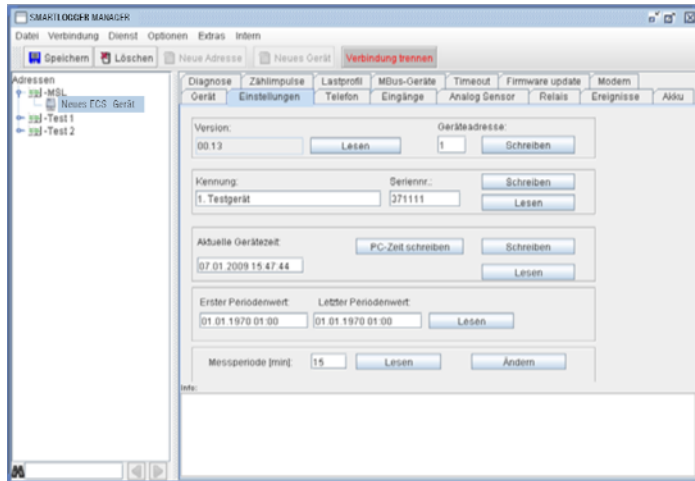 SMARTLOGGER MANAGER
Datei Verbindung Dienst Optionen Extras Intern
Speichern Löschen Neue Adresse Neues Gerät Verbindung trennen
Adressen
-MSL
Neues ECS Gerät
-Test 1
-Test 2
Diagnose Zählimpulse Lastprofil MBus-Geräte Timeout Firmware update Modem
Gerät Einstellungen Telefon Eingänge Analog Sensor Relais Ereignisse Akku
Version: Geräteadresse:
00.13 Lesen 1 Schreiben
Kennung: Seriennr.: Schreiben
1. Testgerät 371111 Lesen
Aktuelle Gerätezeit: PC-Zeit schreiben Schreiben
07.01.2009 15:47:44 Lesen
Erster Periodenwert: Letzter Periodenwert:
01.01.1970 01:00 01.01.1970 01:00 Lesen
Messperiode [min]: 15 Lesen Ändern
Info: